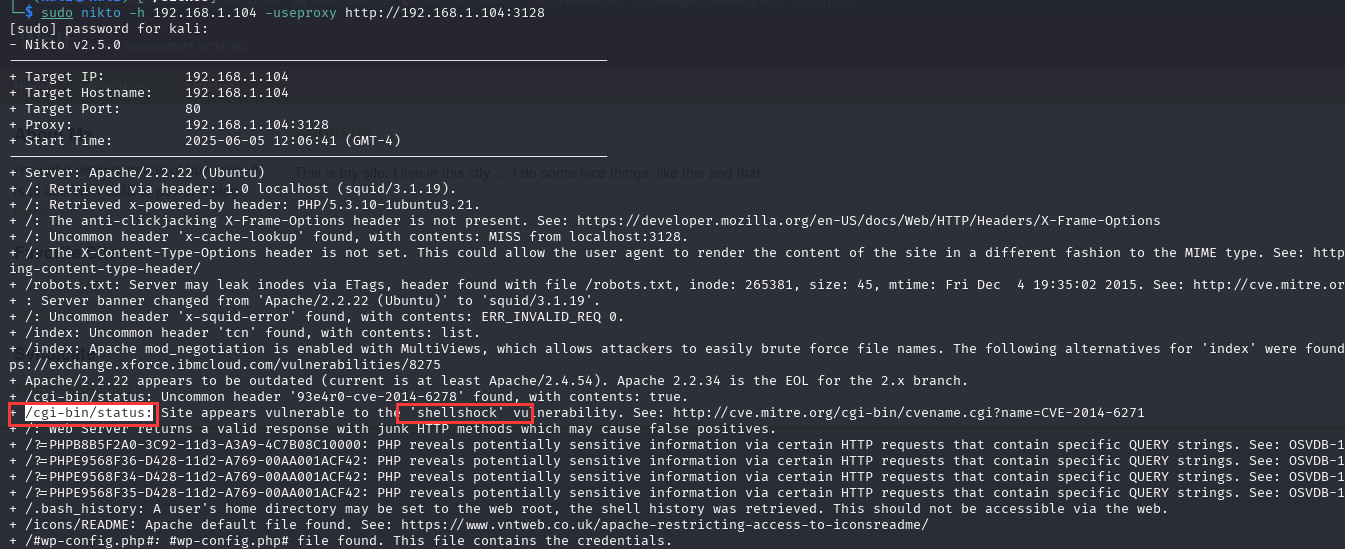 └─$ sudo nikto -h 192.168.1.104 -useproxy http://192.168.1.104:3128
[sudo] password for kali:
- Nikto v2.5.0
+ Target IP:          192.168.1.104
+ Target Hostname:    192.168.1.104
+ Target Port:        80
+ Proxy:              192.168.1.104:3128
+ Start Time:         2025-06-05 12:06:41 (GMT-4)
This is my site. I live in this city ... I do some nice things, like this and that ...
+ Server: Apache/2.2.22 (Ubuntu)
+ /: Retrieved via header: 1.0 localhost (squid/3.1.19).
+ /: Retrieved x-powered-by header: PHP/5.3.10-1ubuntu3.21.
+ /: The anti-clickjacking X-Frame-Options header is not present. See: https://developer.mozilla.org/en-US/docs/Web/HTTP/Headers/X-Frame-Options
+ /: Uncommon header 'x-cache-lookup' found, with contents: MISS from localhost:3128.
+ /: The X-Content-Type-Options header is not set. This could allow the user agent to render the content of the site in a different fashion to the MIME type. See: http
ing-content-type-header/
+ /robots.txt: Server may leak inodes via ETags, header found with file /robots.txt, inode: 265381, size: 45, mtime: Fri Dec  4 19:35:02 2015. See: http://cve.mitre.or
+ : Server banner changed from 'Apache/2.2.22 (Ubuntu)' to 'squid/3.1.19'.
+ /: Uncommon header 'x-squid-error' found, with contents: ERR_INVALID_REQ 0.
+ /index: Uncommon header 'tcn' found, with contents: list.
+ /index: Apache mod_negotiation is enabled with MultiViews, which allows attackers to easily brute force file names. The following alternatives for 'index' were found
ps://exchange.xforce.ibmcloud.com/vulnerabilities/8275
+ Apache/2.2.22 appears to be outdated (current is at least Apache/2.4.54). Apache 2.2.34 is the EOL for the 2.x branch.
+ /cgi-bin/status: Uncommon header '93e4r0-cve-2014-6278' found, with contents: true.
+ /cgi-bin/status: Site appears vulnerable to the 'shellshock' vulnerability. See: http://cve.mitre.org/cgi-bin/cvename.cgi?name=CVE-2014-6271
+ /: Web Server returns a valid response with junk HTTP methods which may cause false positives.
+ /?=PHPB8B5F2A0-3C92-11d3-A3A9-4C7B08C10000: PHP reveals potentially sensitive information via certain HTTP requests that contain specific QUERY strings. See: OSVDB-1
+ /?=PHPE9568F36-D428-11d2-A769-00AA001ACF42: PHP reveals potentially sensitive information via certain HTTP requests that contain specific QUERY strings. See: OSVDB-1
+ /?=PHPE9568F34-D428-11d2-A769-00AA001ACF42: PHP reveals potentially sensitive information via certain HTTP requests that contain specific QUERY strings. See: OSVDB-1
+ /?=PHPE9568F35-D428-11d2-A769-00AA001ACF42: PHP reveals potentially sensitive information via certain HTTP requests that contain specific QUERY strings. See: OSVDB-1
+ /.bash_history: A user's home directory may be set to the web root, the shell history was retrieved. This should not be accessible via the web.
+ /icons/README: Apache default file found. See: https://www.vntweb.co.uk/apache-restricting-access-to-iconsreadme/
+ /#wp-config.php#: #wp-config.php# file found. This file contains the credentials.